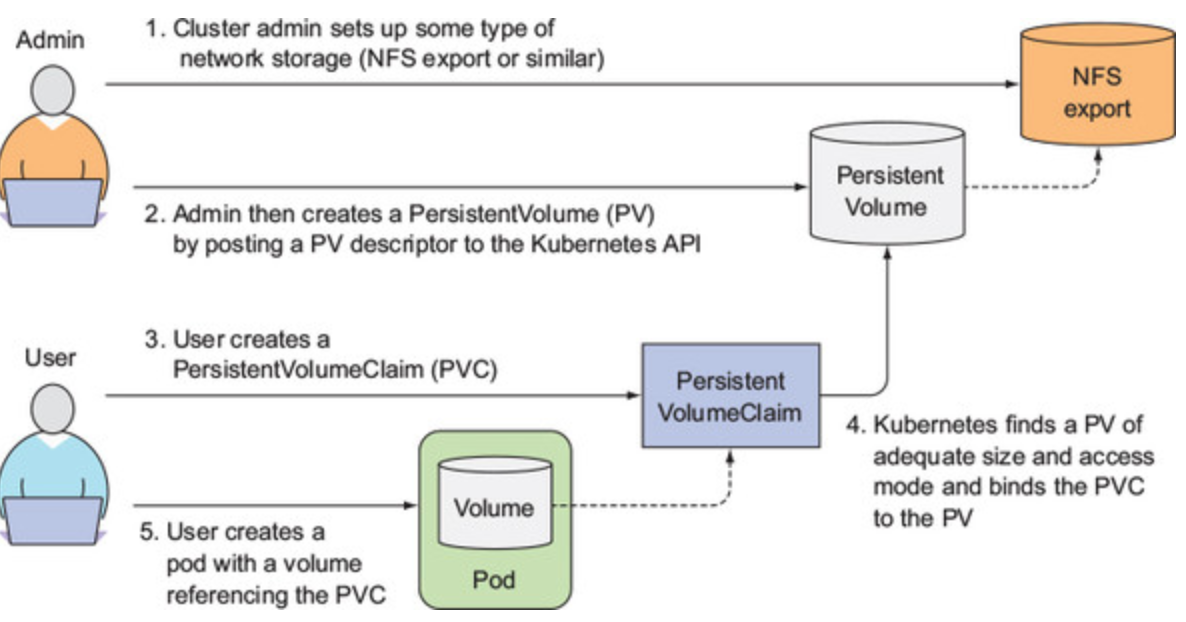 Admin
1. Cluster admin sets up some type of
network storage (NFS export or similar)
NFS
export
Persistent
Volume
2. Admin then creates a PersistentVolume (PV)
by posting a PV descriptor to the Kubernetes API
User
3. User creates a
PersistentVolumeClaim (PVC)
Persistent
VolumeClaim
4. Kubernetes finds a PV of
adequate size and access
mode and binds the PVC
to the PV
Volume
Pod
5. User creates a
pod with a volume
referencing the PVC